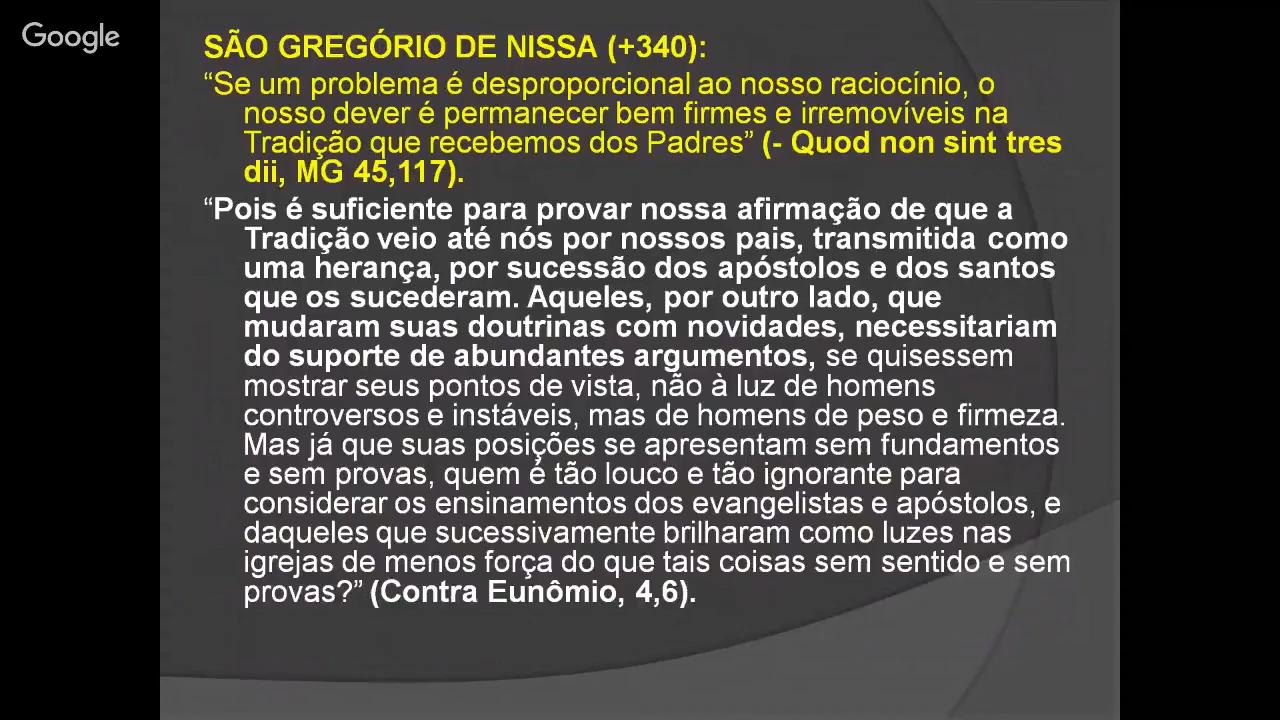 Google
SÃO GREGÓRIO DE NISSA (+340):
“Se um problema é desproporcional ao nosso raciocínio, o
nosso dever é permanecer bem firmes e irremovíveis na
Tradição que recebemos dos Padres” (- Quod non sint tres
dii, MG 45,117).
“Pois é suficiente para provar nossa afirmação de que a
Tradição veio até nós por nossos pais, transmitida como
uma herança, por sucessão dos apóstolos e dos santos
que os sucederam. Aqueles, por outro lado, que
mudaram suas doutrinas com novidades, necessitariam
do suporte de abundantes argumentos, se quisessem
mostrar seus pontos de vista, não à luz de homens
controversos e instáveis, mas de homens de peso e firmeza.
Mas já que suas posições se apresentam sem fundamentos
e sem provas, quem é tão louco e tão ignorante para
considerar os ensinamentos dos evangelistas e apóstolos, e
daqueles que sucessivamente brilharam como luzes nas
igrejas de menos força do que tais coisas sem sentido e sem
provas?” (Contra Eunômio, 4,6).